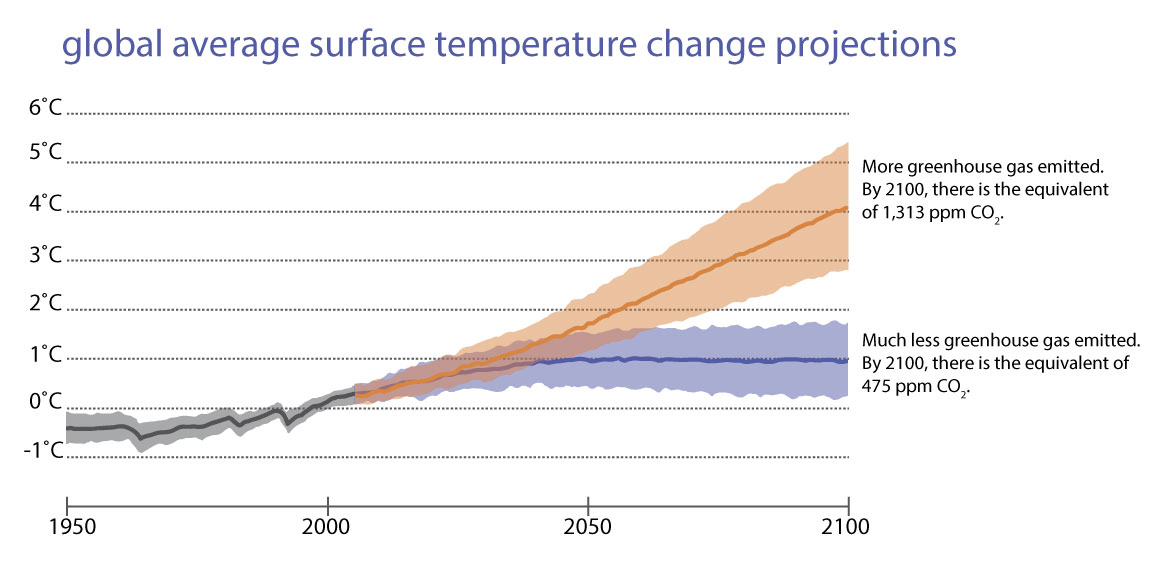 global average surface temperature change projections
6˚C
5˚C
4˚C
3˚C
2˚C
1˚C
0˚C
-1˚C
More greenhouse gas emitted.
By 2100, there is the equivalent
of 1,313 ppm CO₂.
Much less greenhouse gas emitted.
By 2100, there is the equivalent of
475 ppm CO₂.
1950 2000 2050 2100